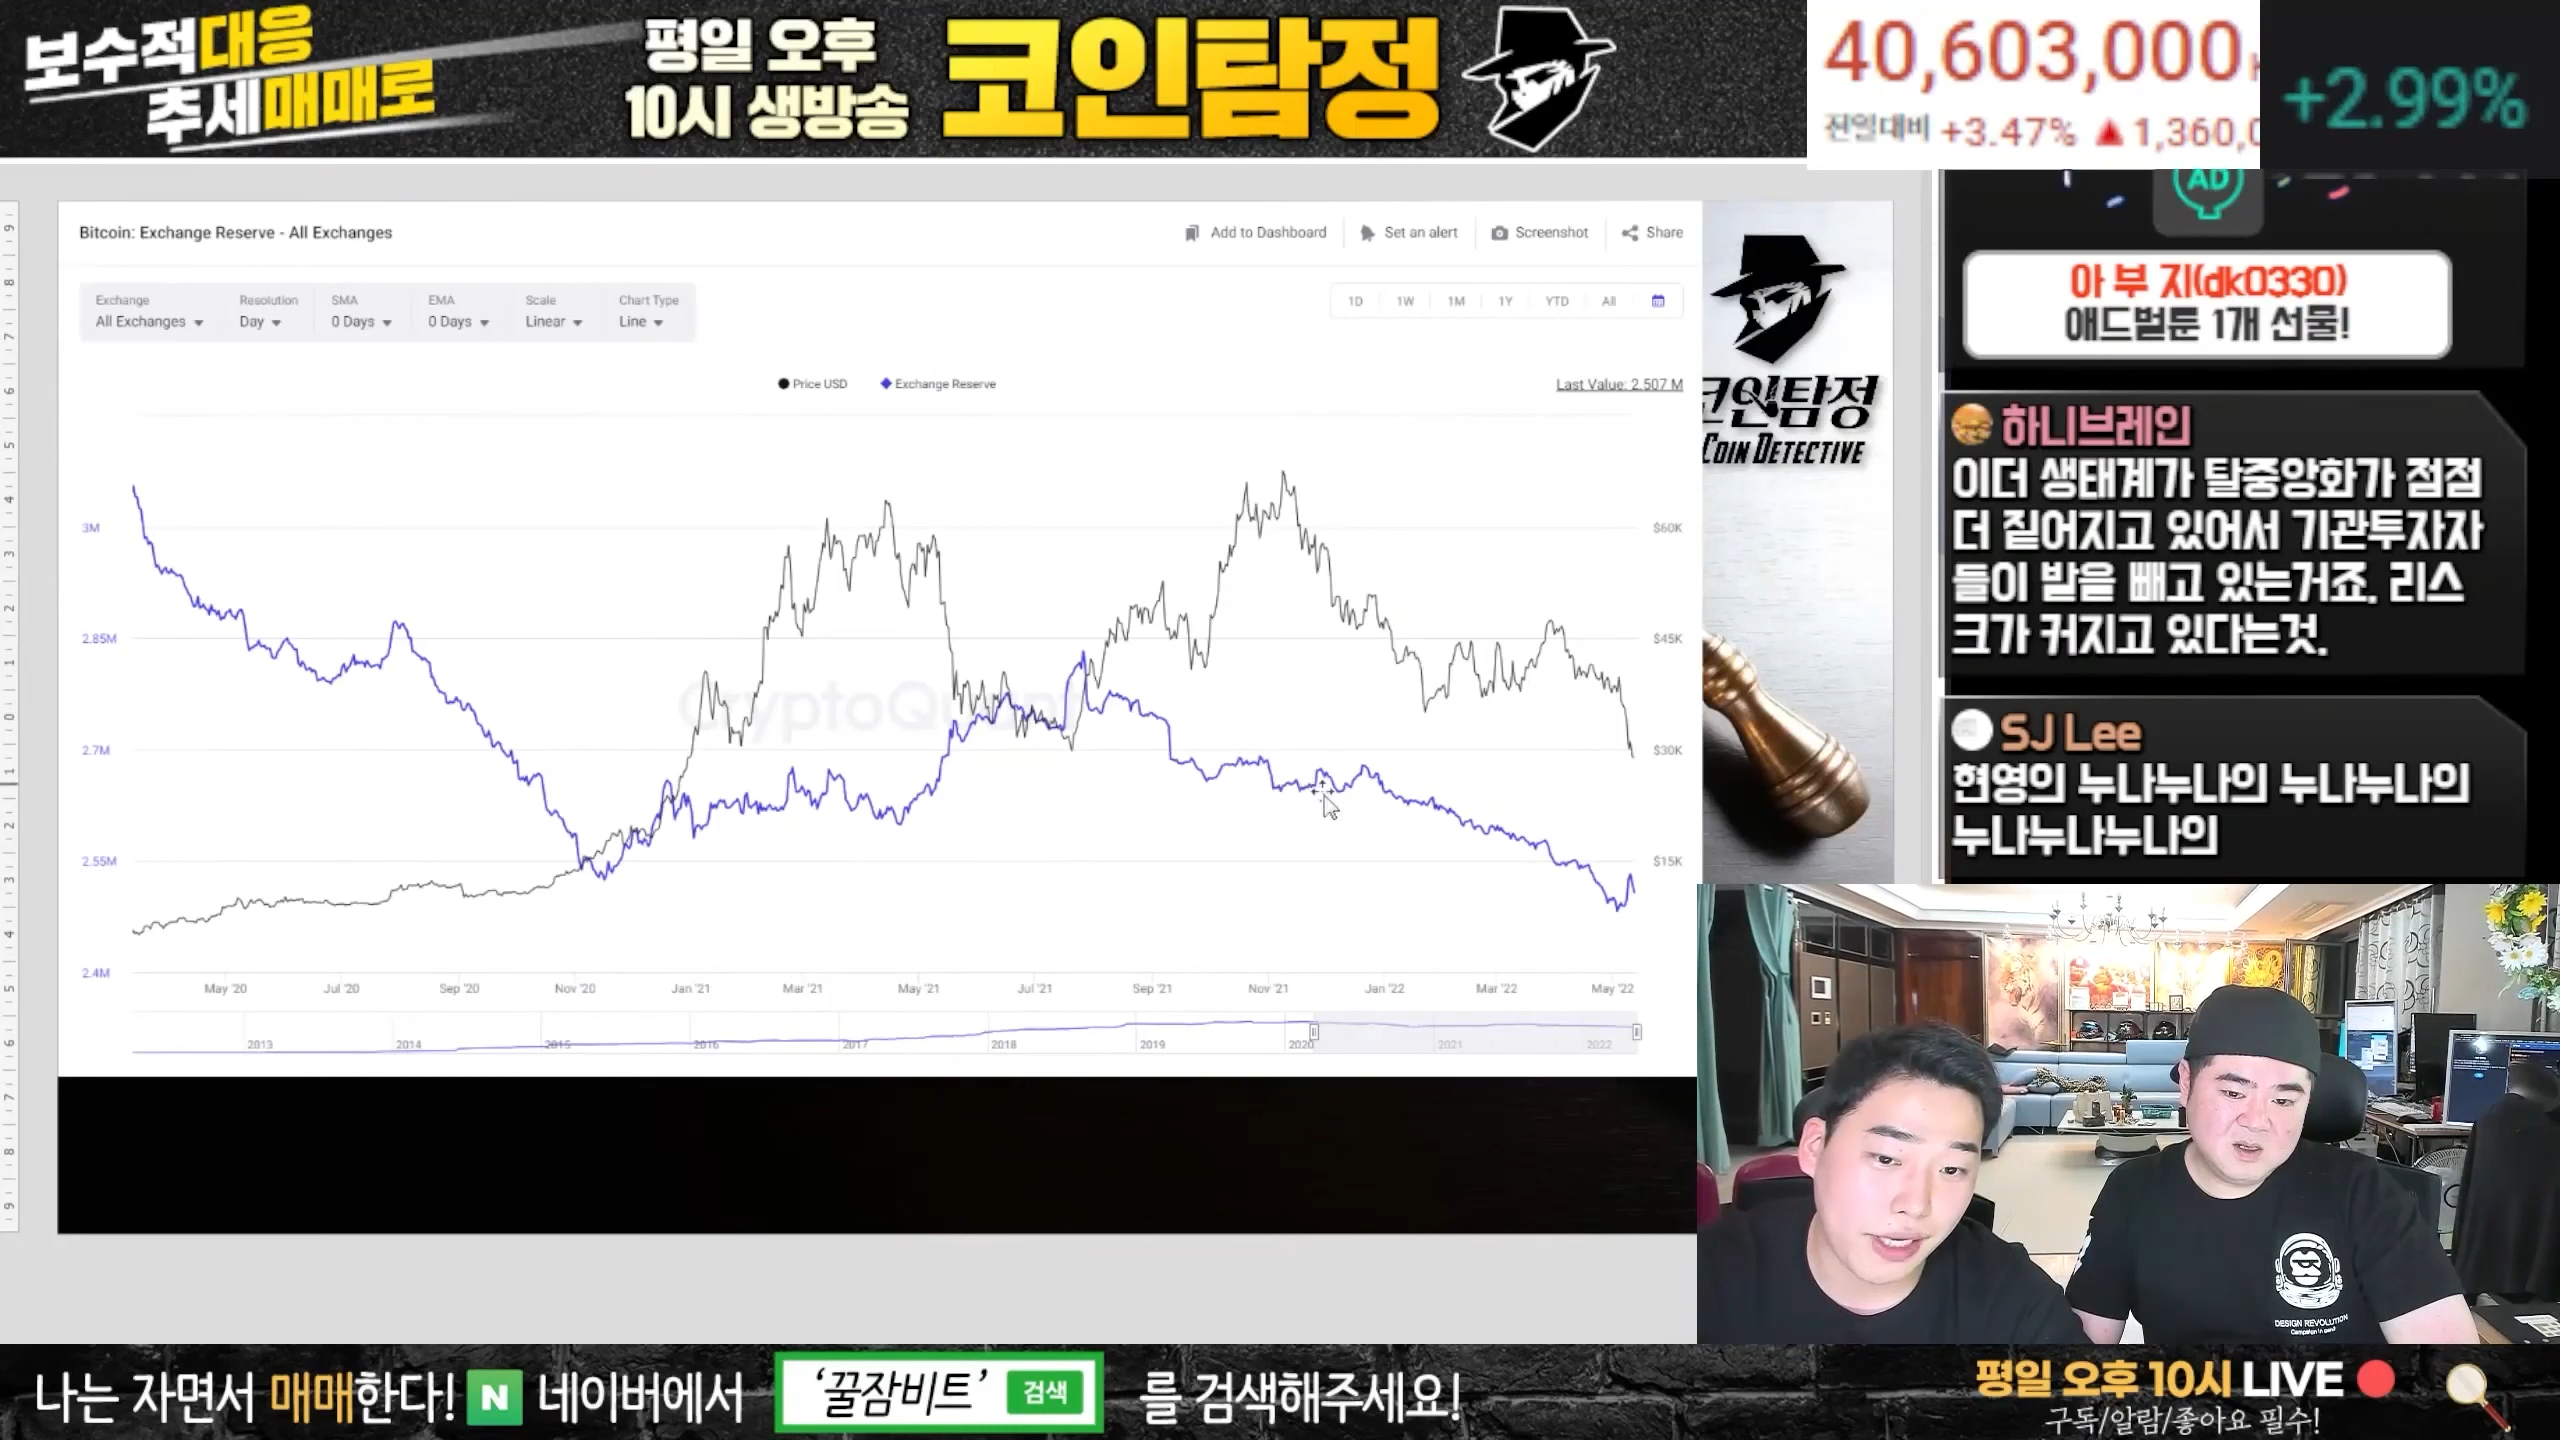 보수적대응
추세매매로
평일 오후
10시 생방송
코인탐정
40,603,000
전일대비 +3.47% ▲ 1,360,0
+2.99%
Bitcoin: Exchange Reserve - All Exchanges
Add to Dashboard
Set an alert
Screenshot
Share
Exchange
All Exchanges
Resolution
Day
SMA
0 Days
EMA
0 Days
Scale
Linear
Chart Type
Line
1D 1W 1M 1Y YTD All
Price USD
Exchange Reserve
Last Value: 2.507 M
3M
2.85M
2.7M
2.55M
2.4M
$60K
$45K
$30K
$15K
CryptoQu
May '20 Jul '20 Sep '20 Nov '20 Jan '21 Mar '21 May '21 Jul '21 Sep '21 Nov '21 Jan '22 Mar '22 May '22
2013 2014 2015 2016 2017 2018 2019 2020 2021 2022
코인탐정
COIN DETECTIVE
AD
아 부 지(dk0330)
애드벌룬 1개 선물!
하니브레인
이더 생태계가 탈중앙화가 점점
더 짙어지고 있어서 기관투자자
들이 발을 빼고 있는거죠. 리스
크가 커지고 있다는것.
SJ Lee
현영의 누나누나의 누나누나의
누나누나누나의
DESIGN REVOLUTION
나는 자면서 매매한다! N 네이버에서 '꿀잠비트' 검색 를 검색해주세요!
평일 오후 10시 LIVE
구독/알람/좋아요 필수!